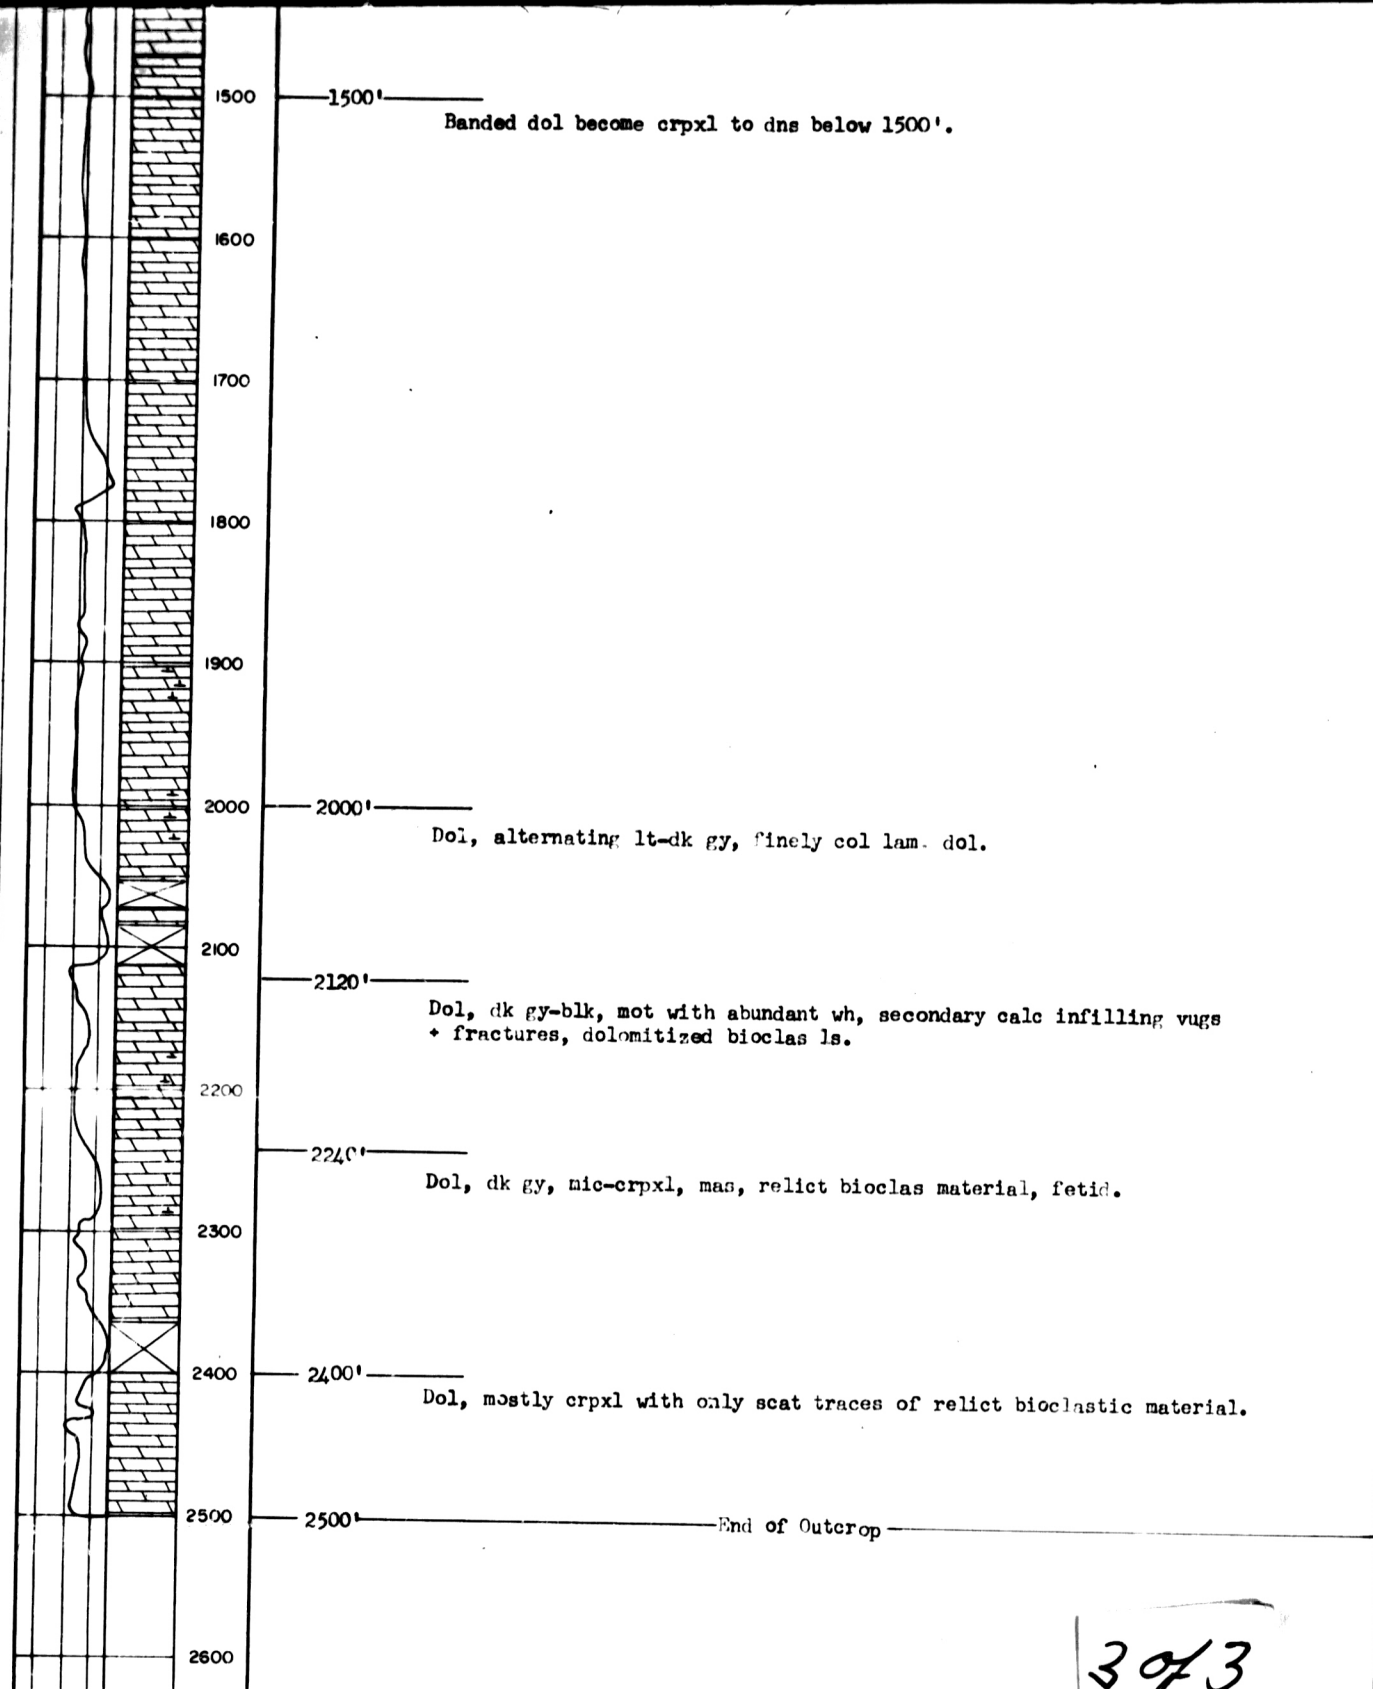 1500 1500'
Banded dol become crpxl to dns below 1500'.
1600
1700
1800
1900
2000 2000'
Dol, alternating lt-dk gy, finely col lam. dol.
2100
2120'
Dol, dk gy-blk, mot with abundant wh, secondary calc infilling vugs
+ fractures, dolomitized bioclas ls.
2200
2240'
Dol, dk gy, mic-crpxl, mas, relict bioclas material, fetid.
2300
2400 2400'
Dol, mostly crpxl with only scat traces of relict bioclastic material.
2500 2500' End of Outcrop
2600
3 of 3